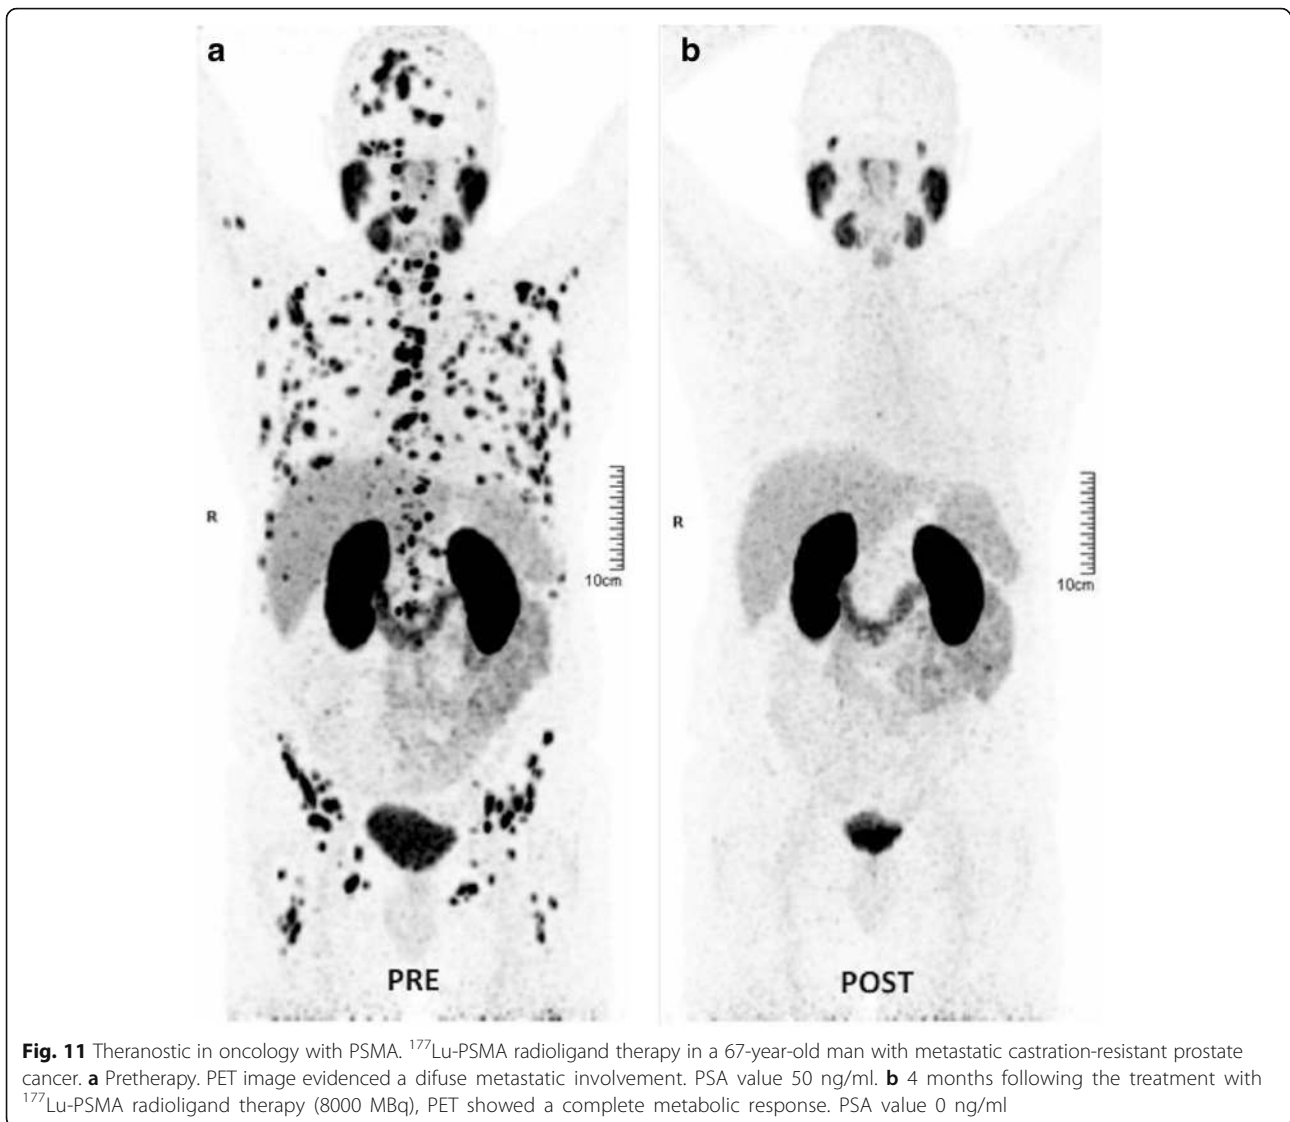 a
b
R
10cm
R
10cm
PRE
POST
Fig. 11 Theranostic in oncology with PSMA. ¹⁷⁷Lu-PSMA radioligand therapy in a 67-year-old man with metastatic castration-resistant prostate
cancer. a Pretherapy. PET image evidenced a difuse metastatic involvement. PSA value 50 ng/ml. b 4 months following the treatment with
¹⁷⁷Lu-PSMA radioligand therapy (8000 MBq), PET showed a complete metabolic response. PSA value 0 ng/ml